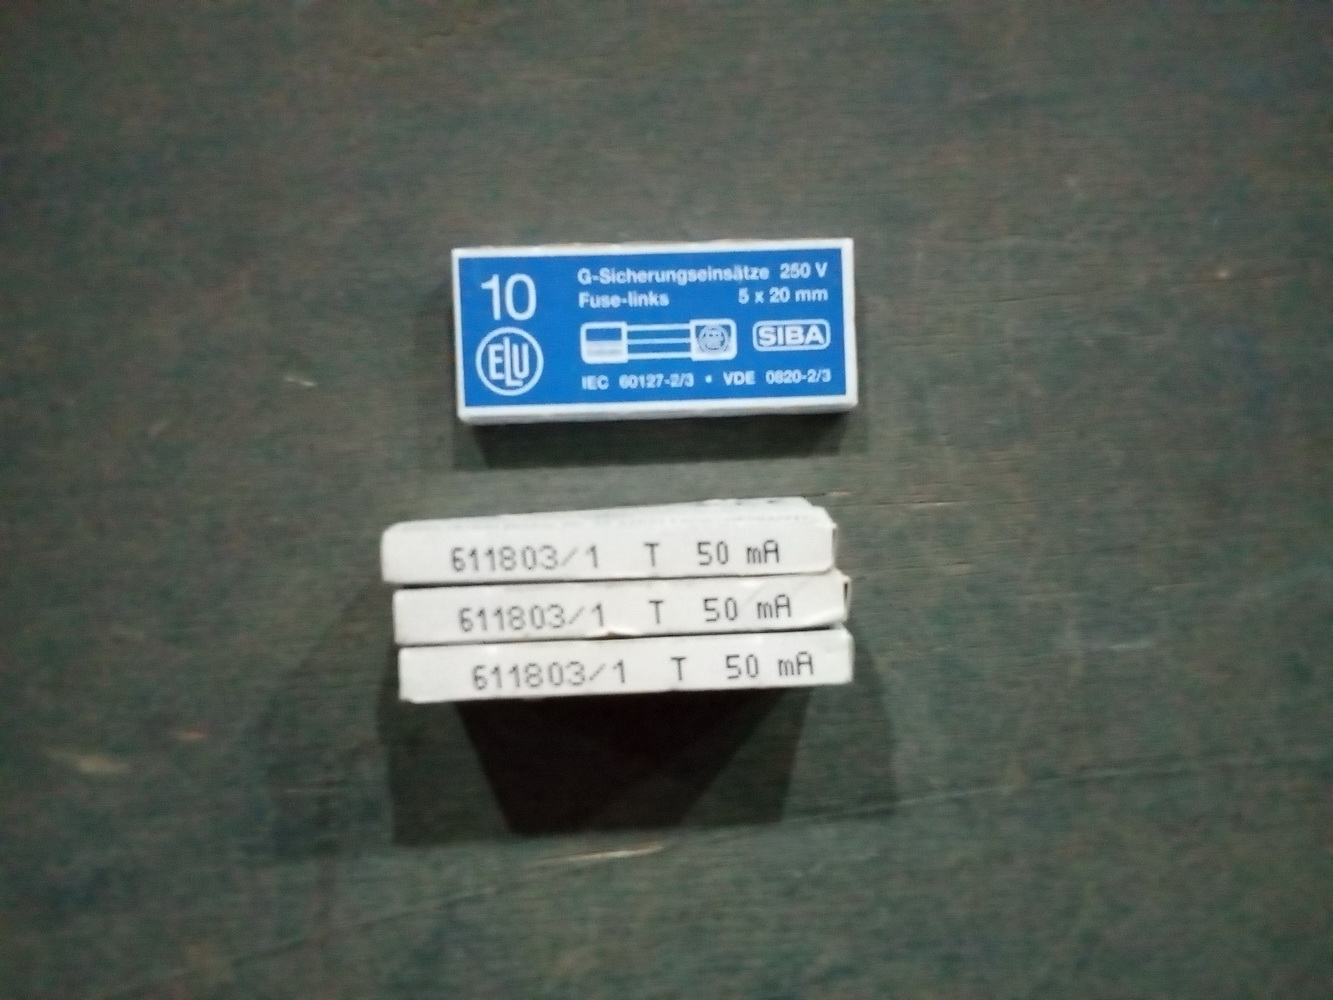 10 G-Sicherungseinsätze 250 V
Fuse-links 5 x 20 mm
ELU SIBA
IEC 60127-2/3 • VDE 0820-2/3
611803/1 T 50 mA
611803/1 T 50 mA
611803/1 T 50 mA